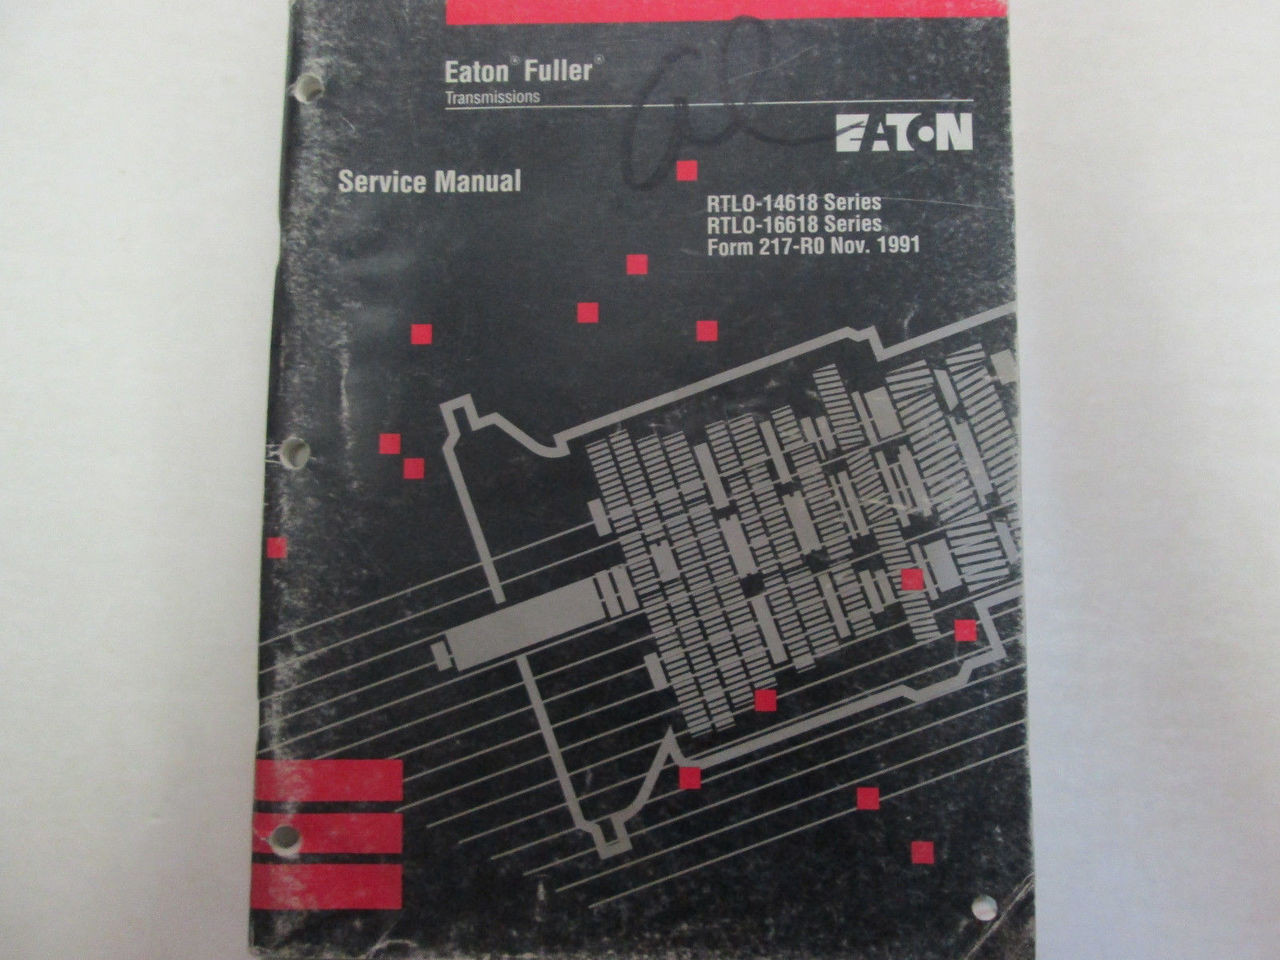 Eaton® Fuller®
Transmissions
EATON
Service Manual
RTLO-14618 Series
RTLO-16618 Series
Form 217-R0 Nov. 1991